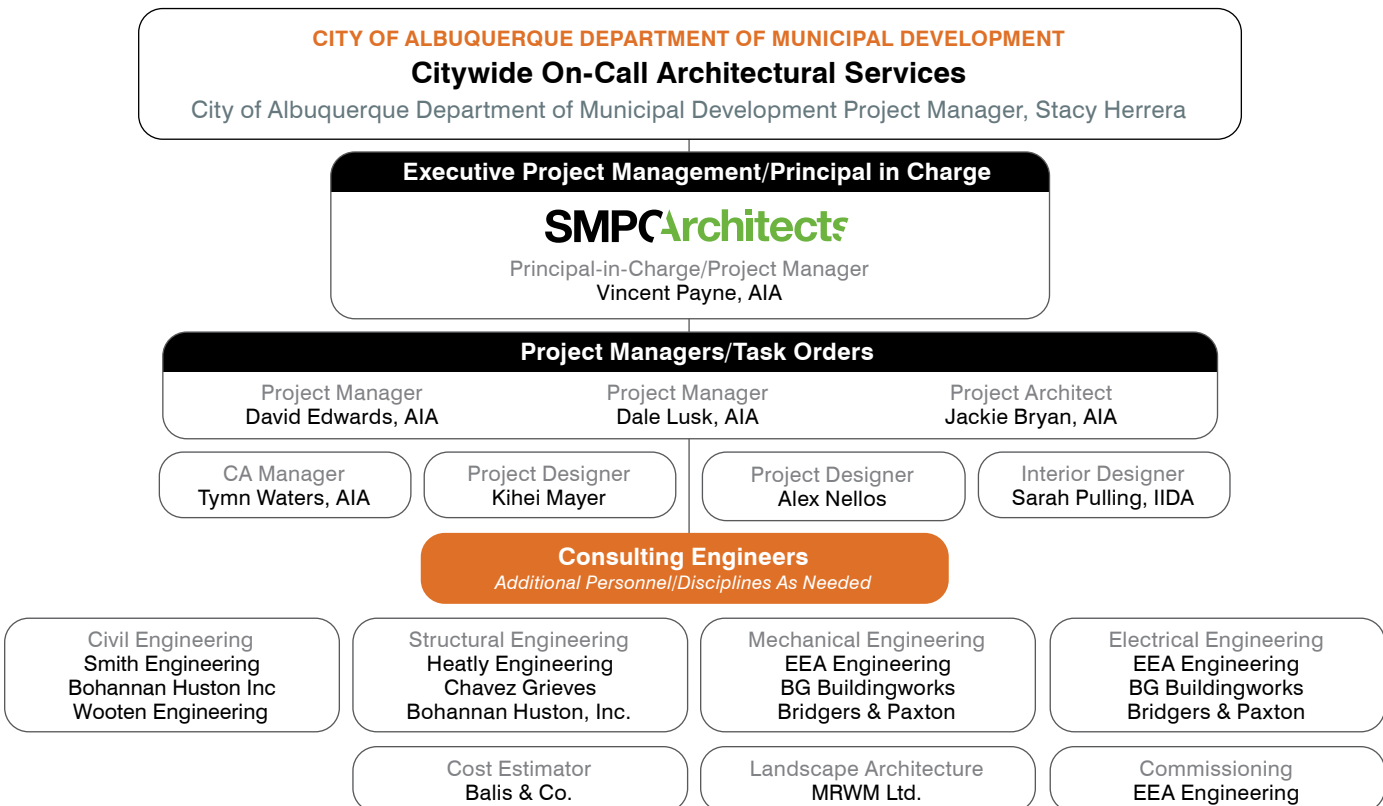 CITY OF ALBUQUERQUE DEPARTMENT OF MUNICIPAL DEVELOPMENT
Citywide On-Call Architectural Services
City of Albuquerque Department of Municipal Development Project Manager, Stacy Herrera
Executive Project Management/Principal in Charge
SMPC Architects
Principal-in-Charge/Project Manager
Vincent Payne, AIA
Project Managers/Task Orders
Project Manager
David Edwards, AIA
Project Manager
Dale Lusk, AIA
Project Architect
Jackie Bryan, AIA
CA Manager
Tymn Waters, AIA
Project Designer
Kihei Mayer
Project Designer
Alex Nellos
Interior Designer
Sarah Pulling, IIDA
Consulting Engineers
Additional Personnel/Disciplines As Needed
Civil Engineering
Smith Engineering
Bohannan Huston Inc
Wooten Engineering
Structural Engineering
Heatly Engineering
Chavez Grieves
Bohannan Huston, Inc.
Mechanical Engineering
EEA Engineering
BG Buildingworks
Bridgers & Paxton
Electrical Engineering
EEA Engineering
BG Buildingworks
Bridgers & Paxton
Cost Estimator
Balis & Co.
Landscape Architecture
MRWM Ltd.
Commissioning
EEA Engineering